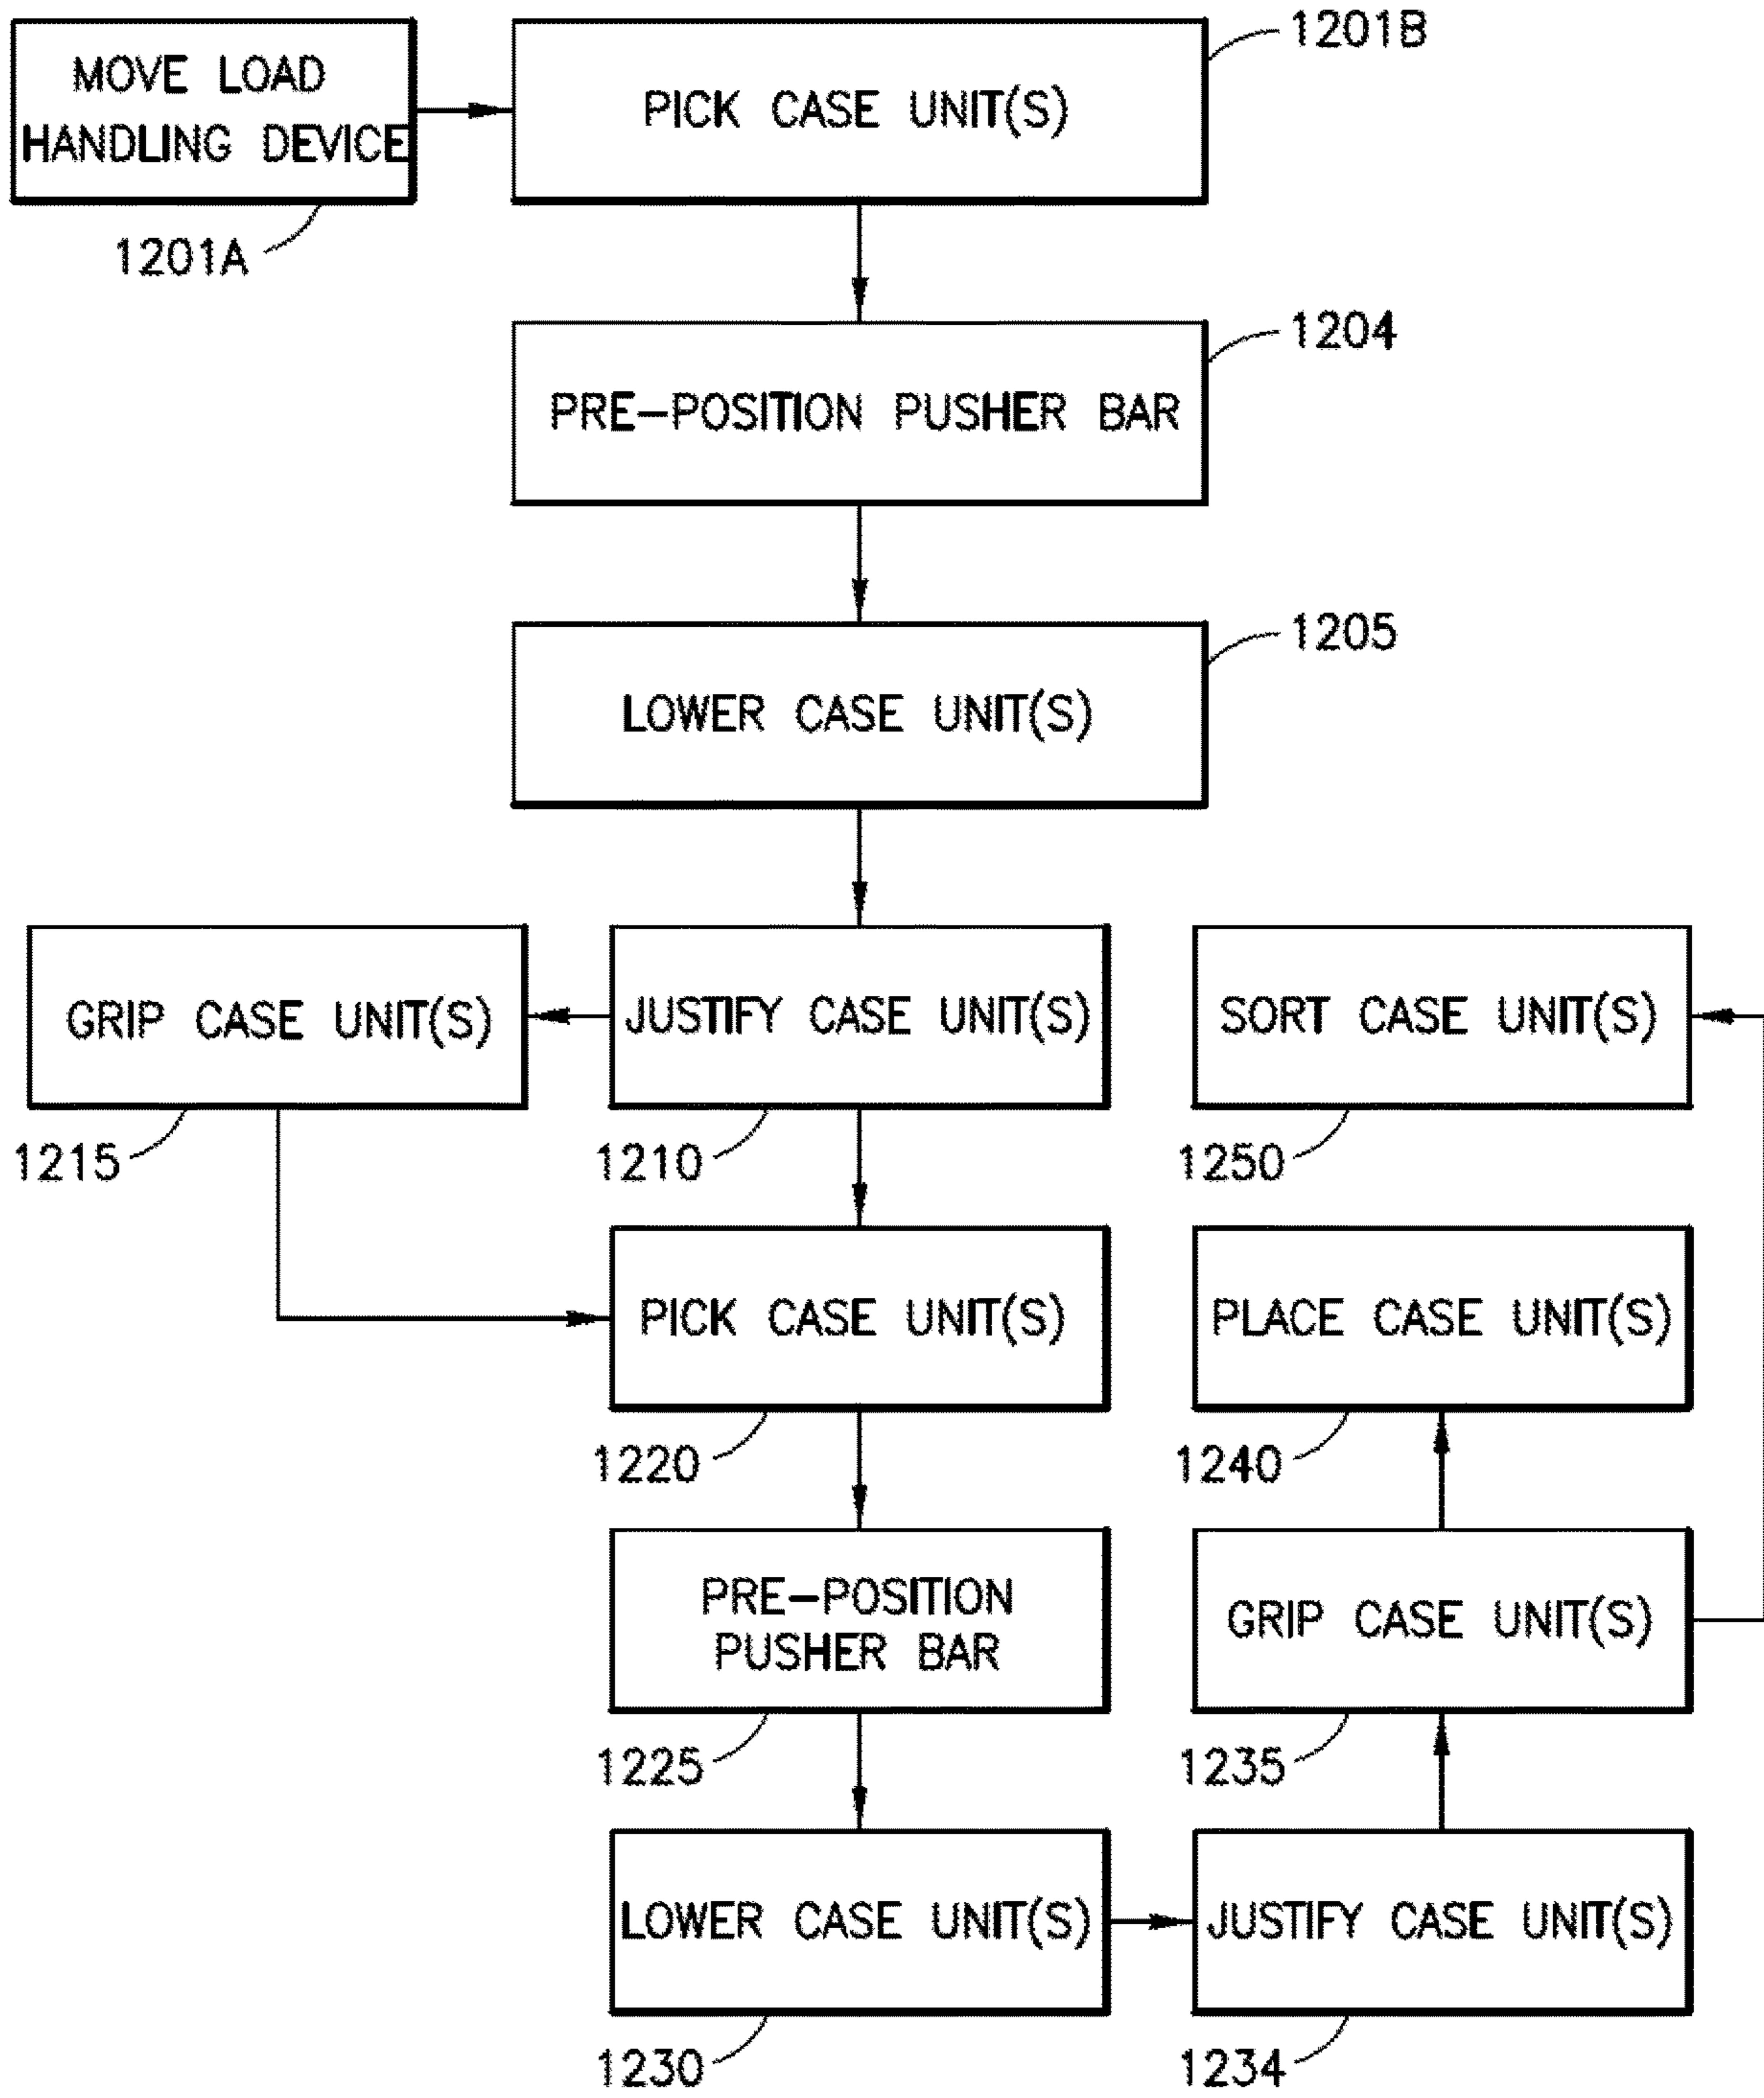 MOVE LOAD
HANDLING DEVICE
1201A
PICK CASE UNIT(S)
1201B
PRE-POSITION PUSHER BAR
1204
LOWER CASE UNIT(S)
1205
GRIP CASE UNIT(S)
1215
JUSTIFY CASE UNIT(S)
1210
SORT CASE UNIT(S)
1250
PICK CASE UNIT(S)
1220
PLACE CASE UNIT(S)
1240
PRE-POSITION
PUSHER BAR
1225
GRIP CASE UNIT(S)
1235
LOWER CASE UNIT(S)
1230
JUSTIFY CASE UNIT(S)
1234